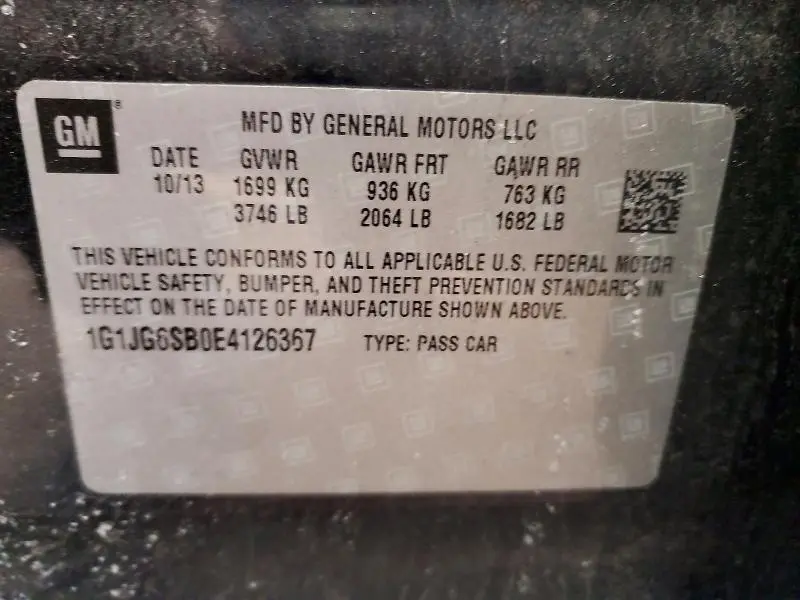 GM ®
MFD BY GENERAL MOTORS LLC
DATE GVWR GAWR FRT GAWR RR
10/13 1699 KG 936 KG 763 KG
3746 LB 2064 LB 1682 LB
THIS VEHICLE CONFORMS TO ALL APPLICABLE U.S. FEDERAL MOTOR
VEHICLE SAFETY, BUMPER, AND THEFT PREVENTION STANDARDS IN
EFFECT ON THE DATE OF MANUFACTURE SHOWN ABOVE.
1G1JG6SB0E4126367 TYPE: PASS CAR